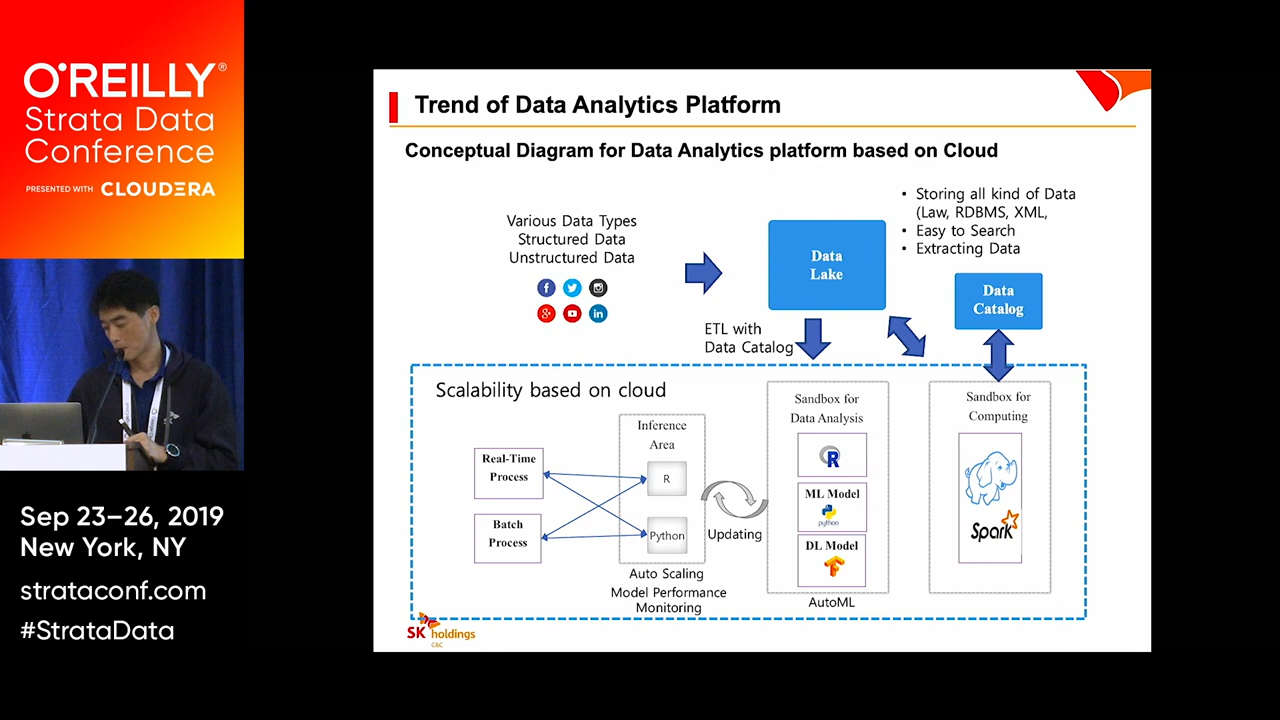 O'REILLY®
Strata Data
Conference
PRESENTED WITH CLOUDERA
Sep 23–26, 2019
New York, NY
strataconf.com
#StrataData
Trend of Data Analytics Platform
Conceptual Diagram for Data Analytics platform based on Cloud
Various Data Types
Structured Data
Unstructured Data
Data
Lake
• Storing all kind of Data
(Law, RDBMS, XML,
• Easy to Search
• Extracting Data
Data
Catalog
ETL with
Data Catalog
Scalability based on cloud
Real-Time
Process
Batch
Process
Inference
Area
R
Python
Auto Scaling
Model Performance
Monitoring
Updating
Sandbox for
Data Analysis
R
ML Model
python
DL Model
AutoML
Sandbox for
Computing
Spark
SK holdings
C&C